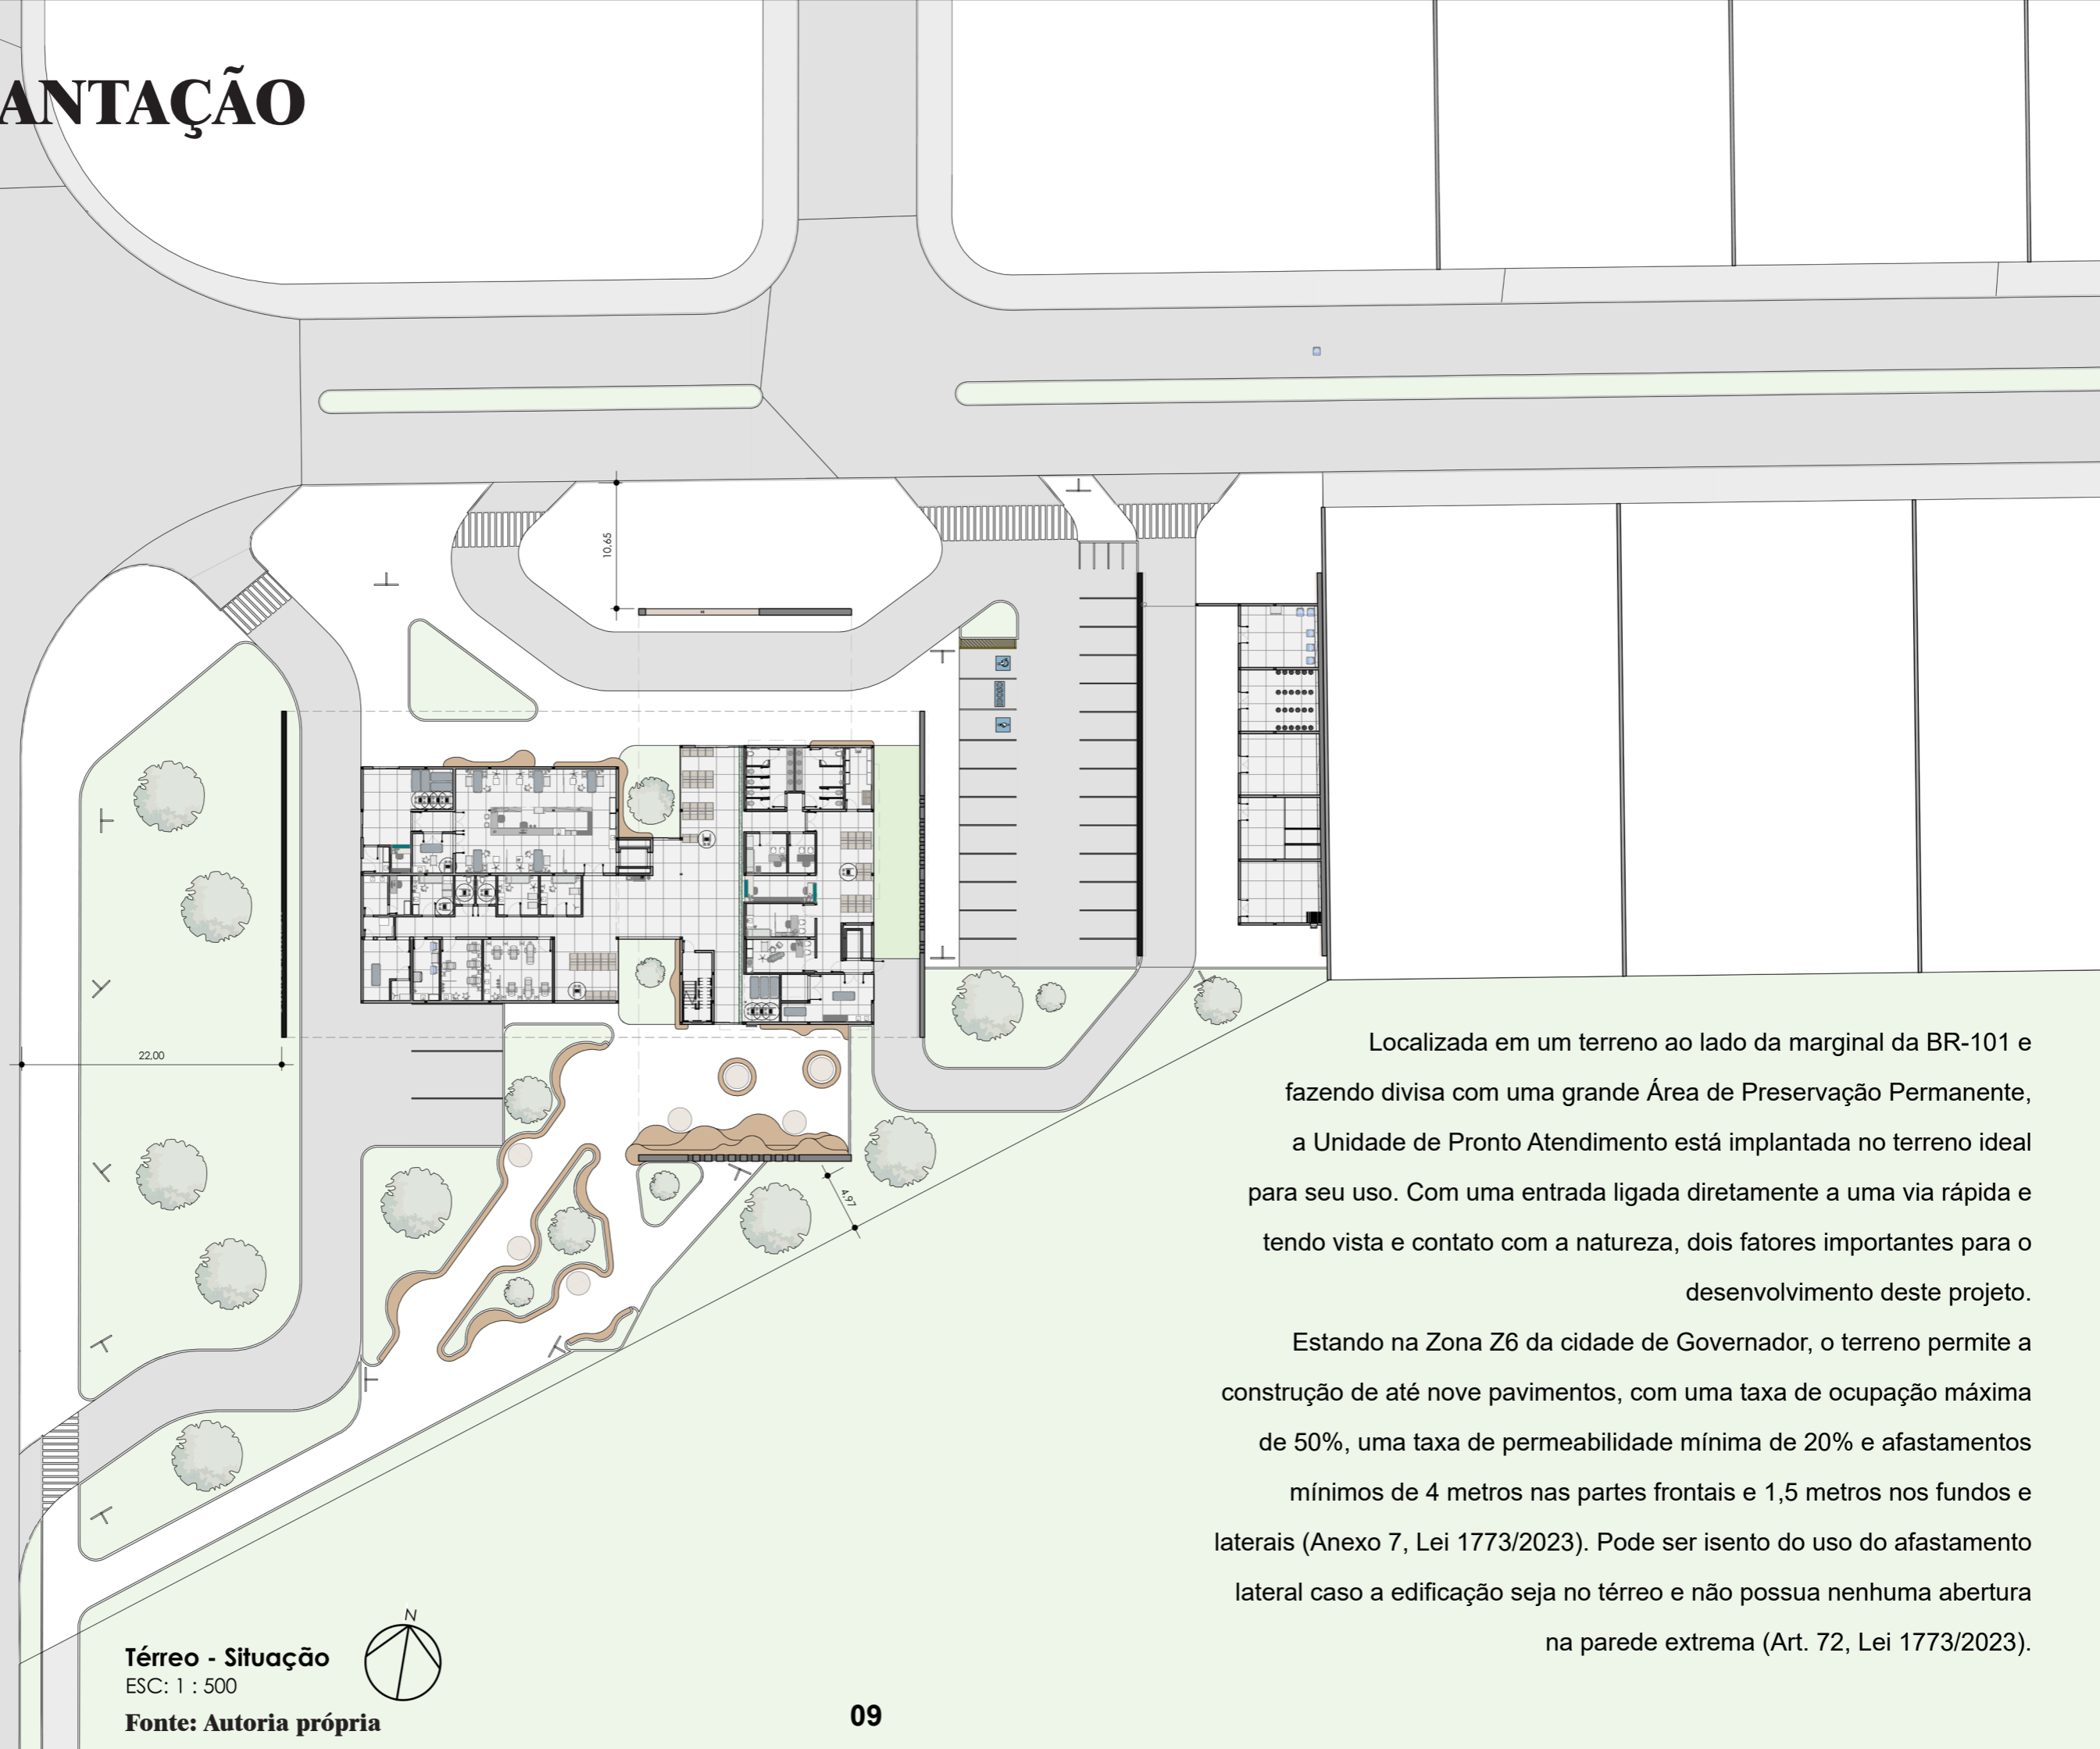 ANTAÇÃO
10,65
22,00
4,97
Localizada em um terreno ao lado da marginal da BR-101 e
fazendo divisa com uma grande Área de Preservação Permanente,
a Unidade de Pronto Atendimento está implantada no terreno ideal
para seu uso. Com uma entrada ligada diretamente a uma via rápida e
tendo vista e contato com a natureza, dois fatores importantes para o
desenvolvimento deste projeto.
Estando na Zona Z6 da cidade de Governador, o terreno permite a
construção de até nove pavimentos, com uma taxa de ocupação máxima
de 50%, uma taxa de permeabilidade mínima de 20% e afastamentos
mínimos de 4 metros nas partes frontais e 1,5 metros nos fundos e
laterais (Anexo 7, Lei 1773/2023). Pode ser isento do uso do afastamento
lateral caso a edificação seja no térreo e não possua nenhuma abertura
na parede extrema (Art. 72, Lei 1773/2023).
N
Térreo - Situação
ESC: 1 : 500
Fonte: Autoria própria
09